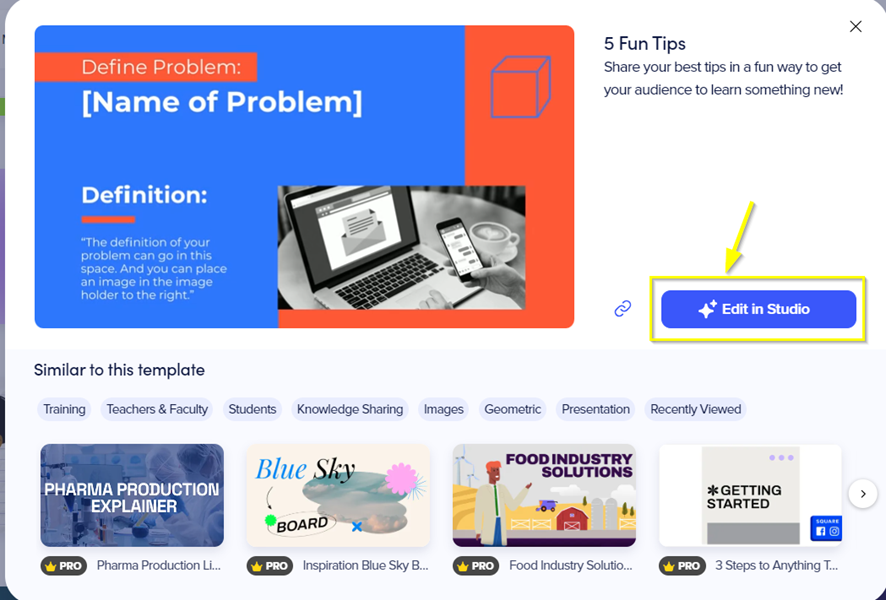 Define Problem:
[Name of Problem]
Definition:
"The definition of your
problem can go in this
space. And you can place
an image in the image
holder to the right."
5 Fun Tips
Share your best tips in a fun way to get
your audience to learn something new!
Edit in Studio
Similar to this template
Training
Teachers & Faculty
Students
Knowledge Sharing
Images
Geometric
Presentation
Recently Viewed
PHARMA PRODUCTION
EXPLAINER
PRO
Pharma Production Li...
Blue Sky
BOARD
PRO
Inspiration Blue Sky B...
FOOD INDUSTRY
SOLUTIONS
PRO
Food Industry Solutio...
*GETTING
STARTED
SQUARE
PRO
3 Steps to Anything T...